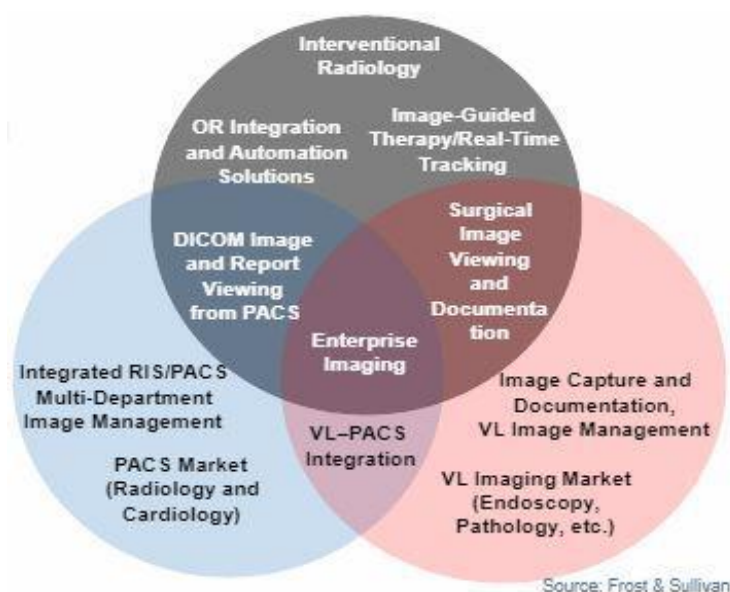 Interventional
Radiology
OR Integration
and Automation
Solutions
Image-Guided
Therapy/Real-Time
Tracking
DICOM Image
and Report
Viewing
from PACS
Surgical
Image
Viewing
and
Documenta
tion
Enterprise
Imaging
Integrated RIS/PACS
Multi-Department
Image Management
PACS Market
(Radiology and
Cardiology)
VL–PACS
Integration
Image Capture and
Documentation,
VL Image Management
VL Imaging Market
(Endoscopy,
Pathology, etc.)
Source: Frost & Sullivan